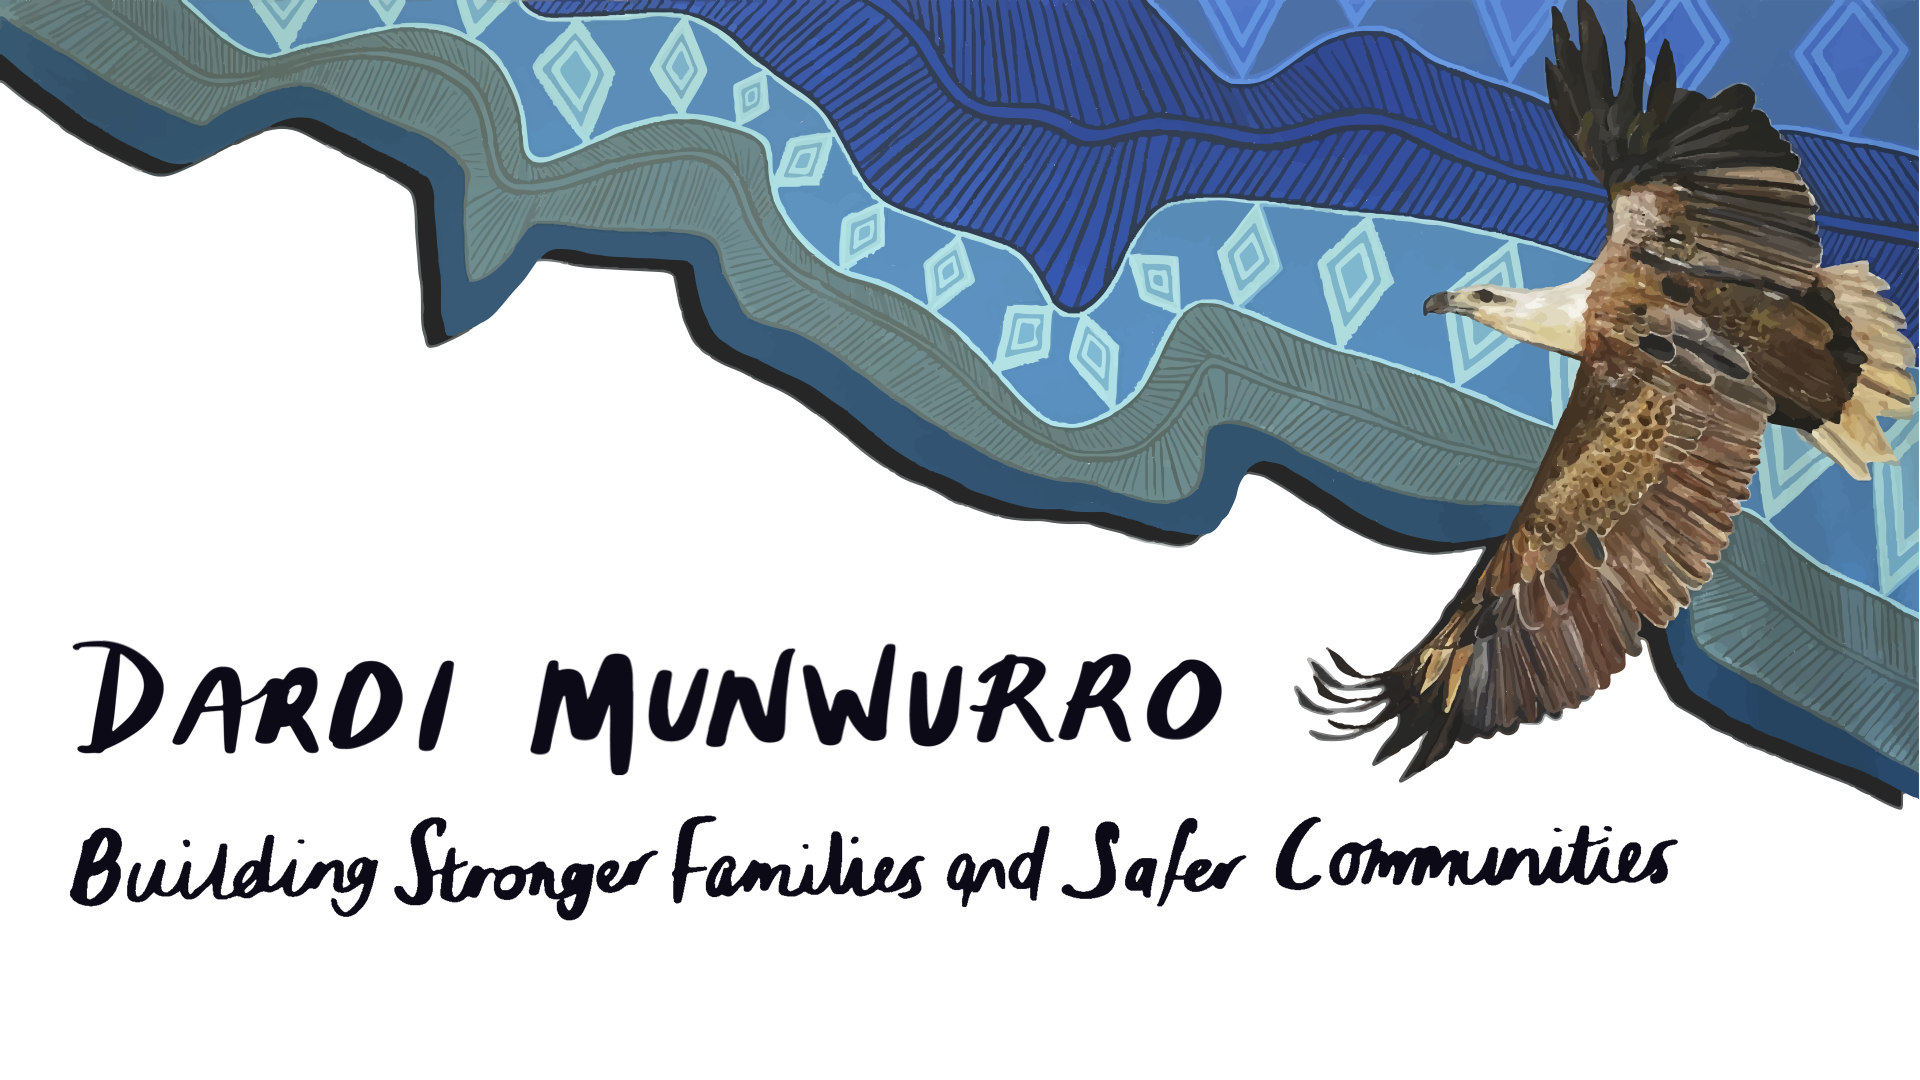 DARDI MUNWURRO
Building Stronger Families and Safer Communities